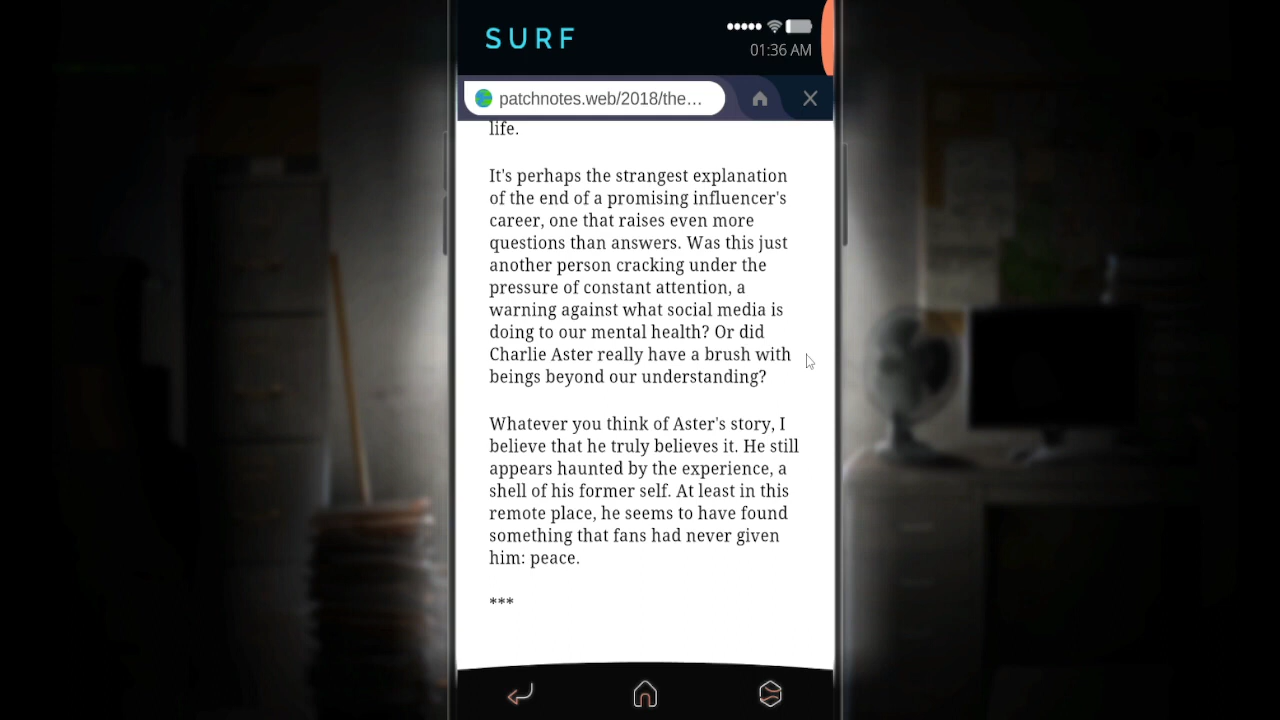 SURF
01:36 AM
patchnotes.web/2018/the...
life.
It's perhaps the strangest explanation
of the end of a promising influencer's
career, one that raises even more
questions than answers. Was this just
another person cracking under the
pressure of constant attention, a
warning against what social media is
doing to our mental health? Or did
Charlie Aster really have a brush with
beings beyond our understanding?
Whatever you think of Aster's story, I
believe that he truly believes it. He still
appears haunted by the experience, a
shell of his former self. At least in this
remote place, he seems to have found
something that fans had never given
him: peace.
***